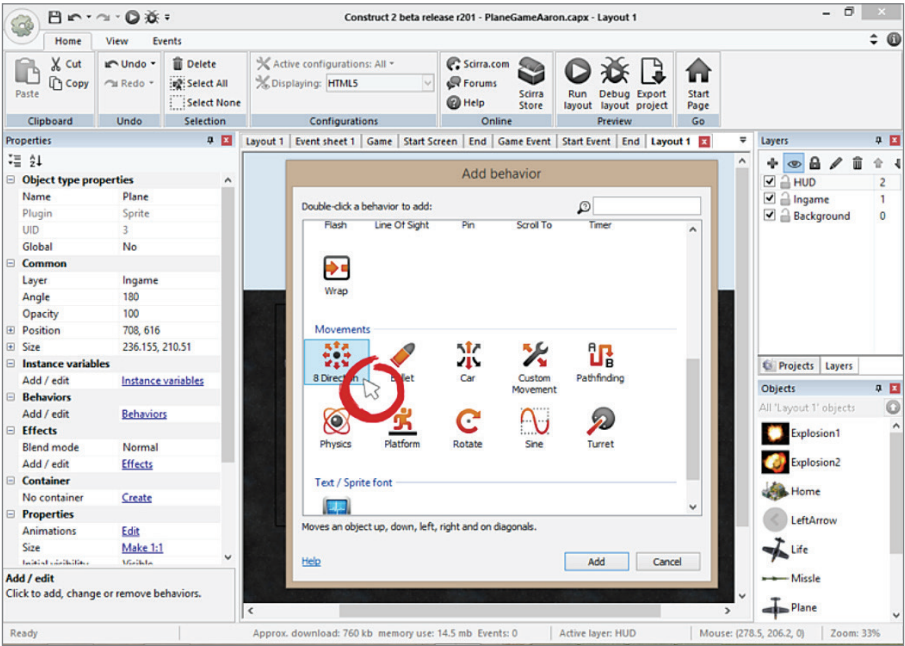 Construct 2 beta release r201 - PlaneGameAaron.capx - Layout 1
Home View Events
Paste
Cut
Copy
Clipboard
Undo
Redo
Undo
Delete
Select All
Select None
Selection
Active configurations: All
Displaying: HTML5
Configurations
Scirra.com
Forums
Help
Scirra
Store
Online
Run
layout
Debug
layout
Export
project
Preview
Start
Page
Go
Properties
Object type properties
Name Plane
Plugin Sprite
UID 3
Global No
Common
Layer Ingame
Angle 180
Opacity 100
Position 708, 616
Size 236.155, 210.51
Instance variables
Add / edit Instance variables
Behaviors
Add / edit Behaviors
Effects
Blend mode Normal
Add / edit Effects
Container
No container Create
Properties
Animations Edit
Size Make 1:1
Initial visibility Visible
Add / edit
Click to add, change or remove behaviors.
Layout 1 Event sheet 1 Game Start Screen End Game Event Start Event End Layout 1
Add behavior
Double-click a behavior to add:
Flash Line Of Sight Pin Scroll To Timer
Wrap
Movements
8 Direction Bullet Car Custom Movement Pathfinding
Physics Platform Rotate Sine Turret
Text / Sprite font
Moves an object up, down, left, right and on diagonals.
Help Add Cancel
Layers
HUD 2
Ingame 1
Background 0
Projects Layers
Objects
All 'Layout 1' objects
Explosion1
Explosion2
Home
LeftArrow
Life
Missle
Plane
Ready Approx. download: 760 kb memory use: 14.5 mb Events: 0 Active layer: HUD Mouse: (278.5, 206.2, 0) Zoom: 33%